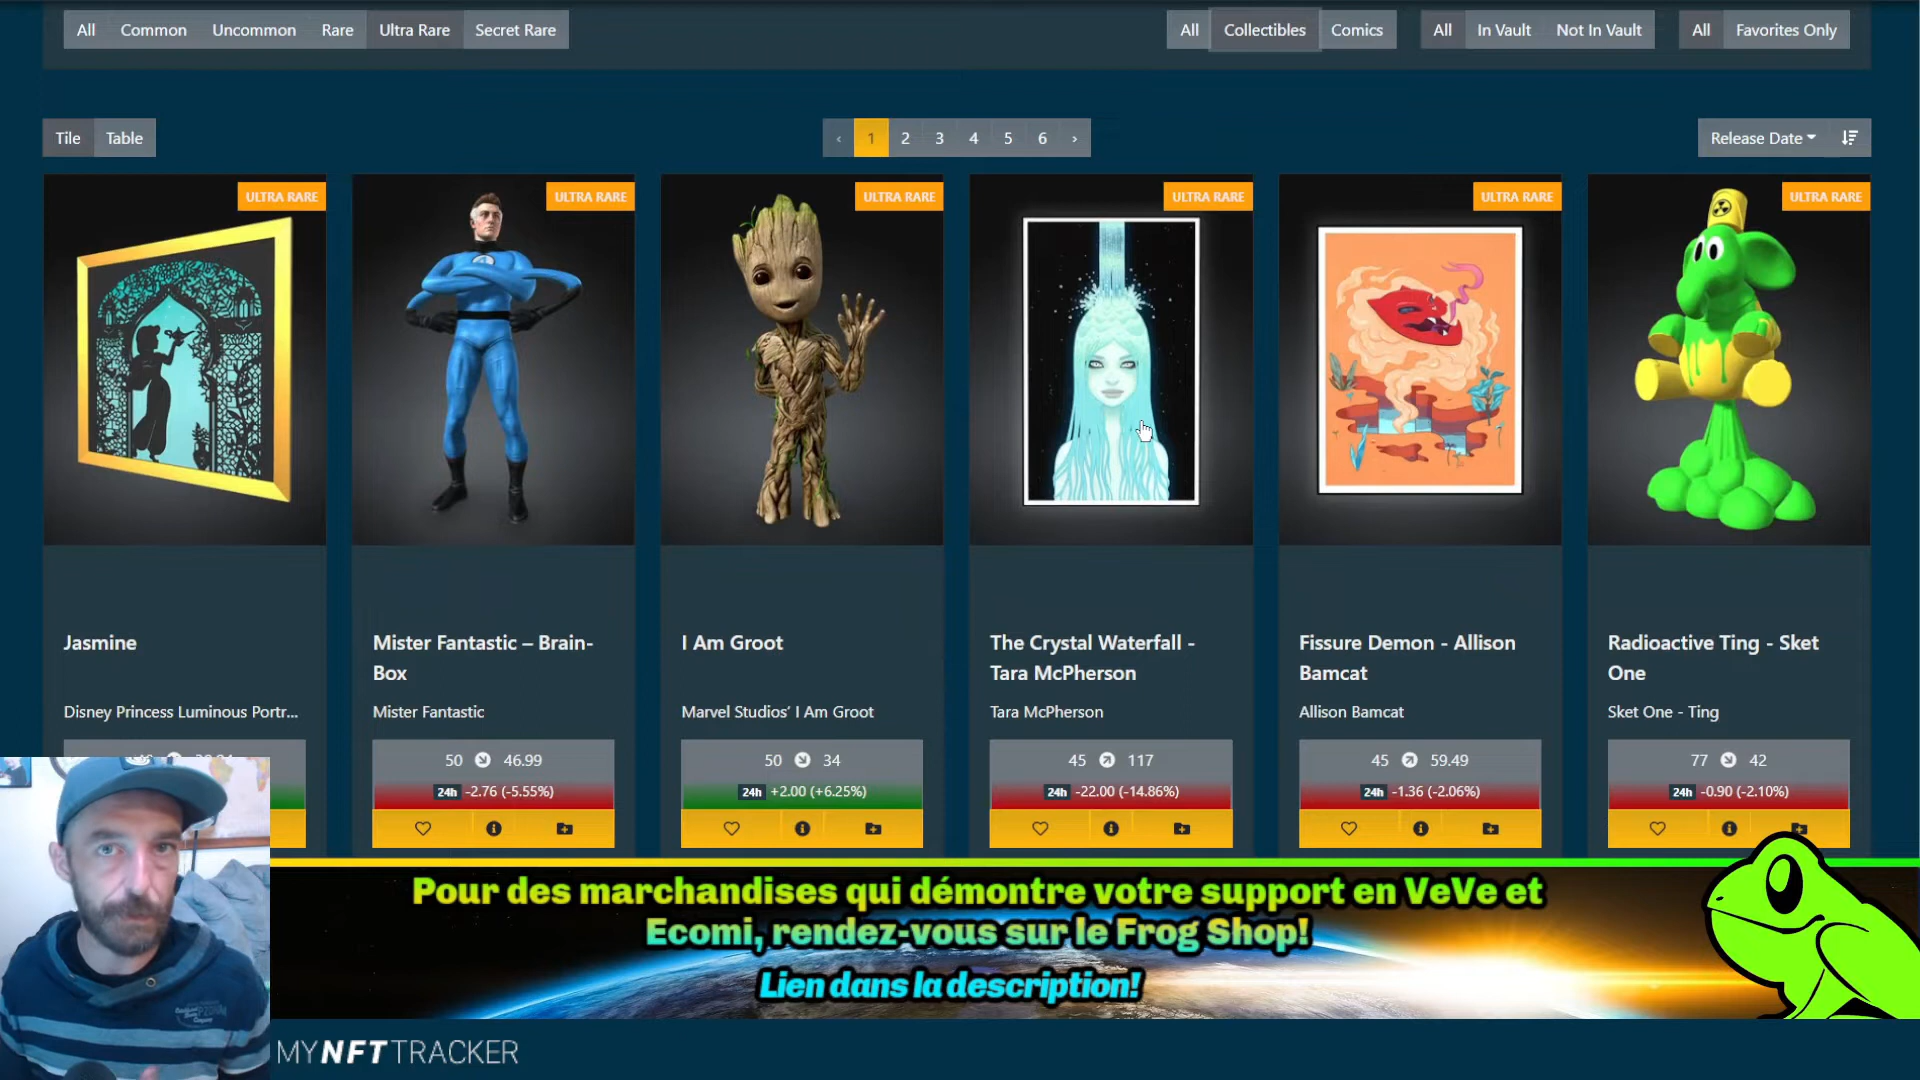 All Common Uncommon Rare Ultra Rare Secret Rare
All Collectibles Comics
All In Vault Not In Vault
All Favorites Only
Tile Table
‹ 1 2 3 4 5 6 ›
Release Date
ULTRA RARE
ULTRA RARE
ULTRA RARE
ULTRA RARE
ULTRA RARE
ULTRA RARE
Jasmine
Disney Princess Luminous Portr...
Mister Fantastic – Brain-
Box
Mister Fantastic
50 46.99
24h -2.76 (-5.55%)
I Am Groot
Marvel Studios' I Am Groot
50 34
24h +2.00 (+6.25%)
The Crystal Waterfall -
Tara McPherson
Tara McPherson
45 117
24h -22.00 (-14.86%)
Fissure Demon - Allison
Bamcat
Allison Bamcat
45 59.49
24h -1.36 (-2.06%)
Radioactive Ting - Sket
One
Sket One - Ting
77 42
24h -0.90 (-2.10%)
Pour des marchandises qui démontre votre support en VeVe et
Ecomi, rendez-vous sur le Frog Shop!
Lien dans la description!
MYNFTTRACKER